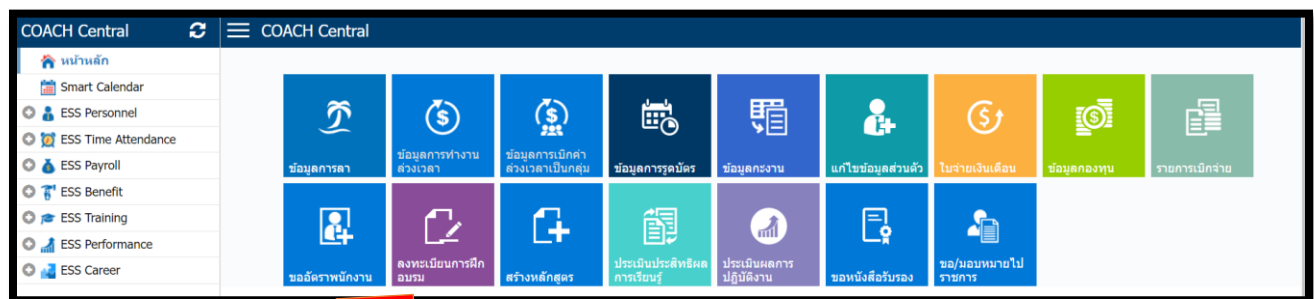 COACH Central
COACH Central
หน้าหลัก
Smart Calendar
ESS Personnel
ESS Time Attendance
ESS Payroll
ESS Benefit
ESS Training
ESS Performance
ESS Career
ข้อมูลการลา
ข้อมูลการทำงาน
ล่วงเวลา
ข้อมูลการเบิกค่า
ล่วงเวลาเป็นกลุ่ม
ข้อมูลการรูดบัตร
ข้อมูลกะงาน
แก้ไขข้อมูลส่วนตัว
ใบจ่ายเงินเดือน
ข้อมูลกองทุน
รายการเบิกจ่าย
ขออัตราพนักงาน
ลงทะเบียนการฝึก
อบรม
สร้างหลักสูตร
ประเมินประสิทธิผล
การเรียนรู้
ประเมินผลการ
ปฏิบัติงาน
ขอหนังสือรับรอง
ขอ/มอบหมายไป
ราชการ